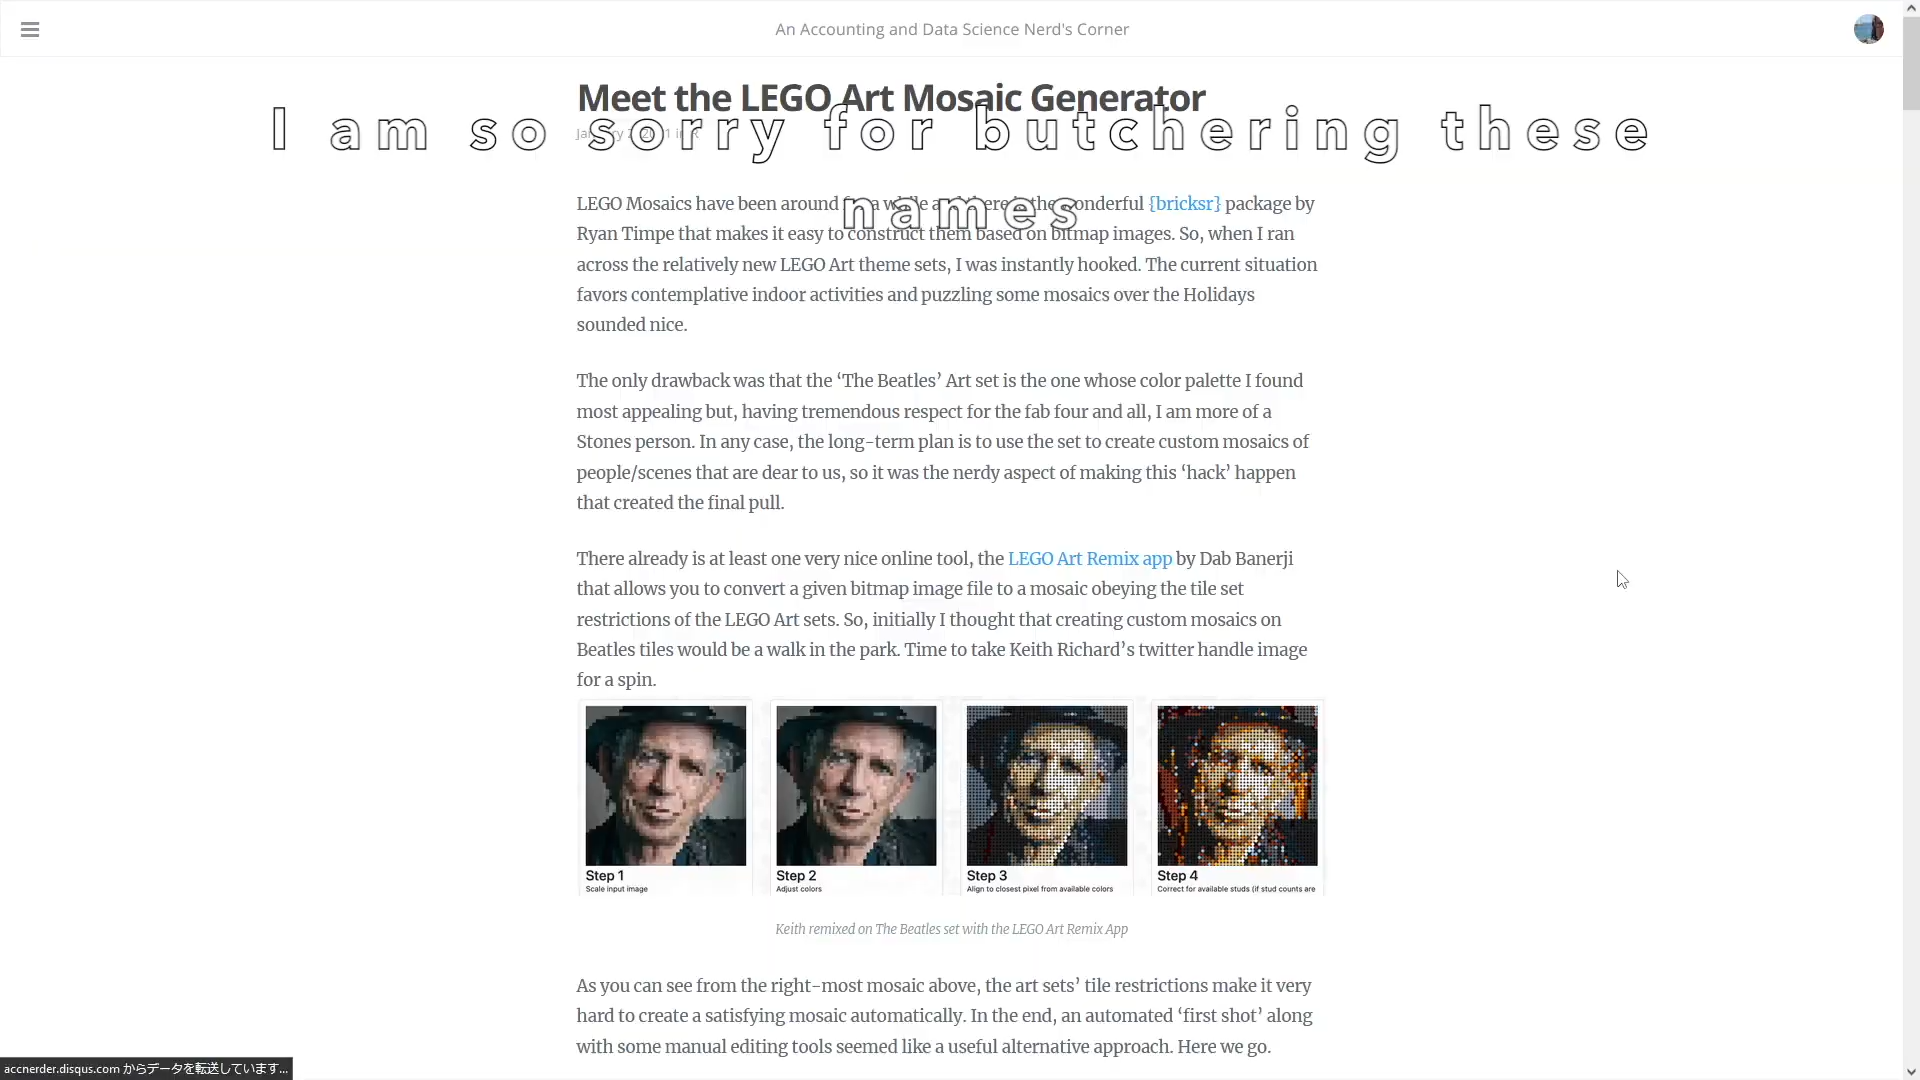 An Accounting and Data Science Nerd's Corner
Meet the LEGO Art Mosaic Generator
I am so sorry for butchering these
names
LEGO Mosaics have been around for a while and there is the wonderful {bricksr} package by
Ryan Timpe that makes it easy to construct them based on bitmap images. So, when I ran
across the relatively new LEGO Art theme sets, I was instantly hooked. The current situation
favors contemplative indoor activities and puzzling some mosaics over the Holidays
sounded nice.
The only drawback was that the ‘The Beatles’ Art set is the one whose color palette I found
most appealing but, having tremendous respect for the fab four and all, I am more of a
Stones person. In any case, the long-term plan is to use the set to create custom mosaics of
people/scenes that are dear to us, so it was the nerdy aspect of making this ‘hack’ happen
that created the final pull.
There already is at least one very nice online tool, the LEGO Art Remix app by Dab Banerji
that allows you to convert a given bitmap image file to a mosaic obeying the tile set
restrictions of the LEGO Art sets. So, initially I thought that creating custom mosaics on
Beatles tiles would be a walk in the park. Time to take Keith Richard’s twitter handle image
for a spin.
Step 1
Scale input image
Step 2
Adjust colors
Step 3
Align to closest pixel from available colors
Step 4
Correct for available studs (if stud counts are
Keith remixed on The Beatles set with the LEGO Art Remix App
As you can see from the right-most mosaic above, the art sets’ tile restrictions make it very
hard to create a satisfying mosaic automatically. In the end, an automated ‘first shot’ along
with some manual editing tools seemed like a useful alternative approach. Here we go.
accnerder.disqus.com からデータを転送しています...